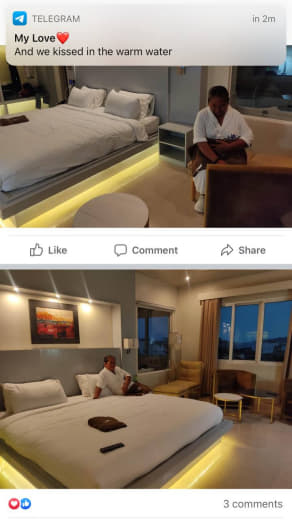 TELEGRAM
in 2m
My Love❤️
And we kissed in the warm water
Like
Comment
Share
3 comments